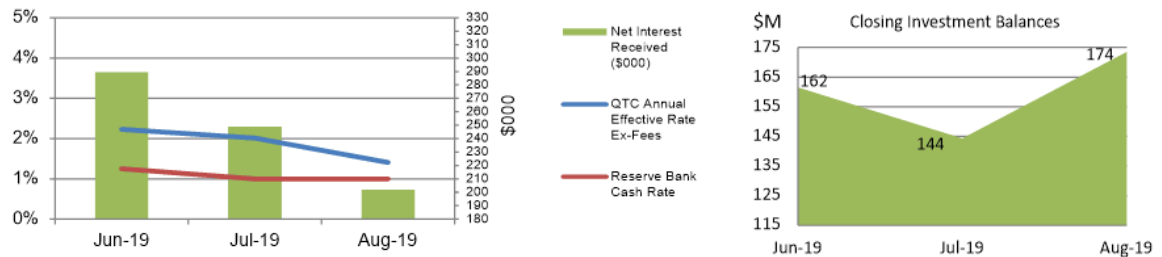 5%
4%
3%
2%
1%
0%
Jun-19
Jul-19
Aug-19
330
320
310
300
290
280
270
260
250
240
230
220
210
200
190
180
$000
Net Interest
Received
($000)
QTC Annual
Effective Rate
Ex-Fees
Reserve Bank
Cash Rate
$M
Closing Investment Balances
175
165
155
145
135
125
115
162
144
174
Jun-19
Jul-19
Aug-19